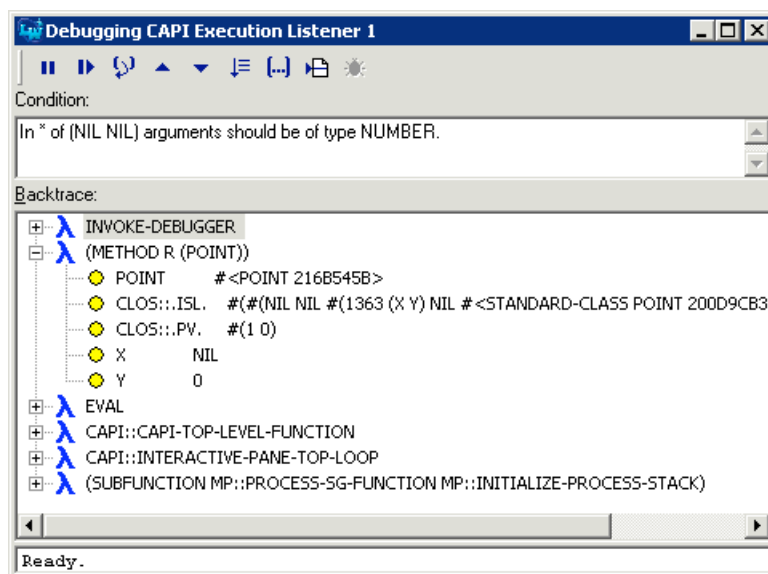 Debugging CAPI Execution Listener 1
Condition:
In * of (NIL NIL) arguments should be of type NUMBER.
Backtrace:
INVOKE-DEBUGGER
(METHOD R (POINT))
POINT #<POINT 216B545B>
CLOS::.ISL. #(#(NIL NIL #(1363 (X Y) NIL #<STANDARD-CLASS POINT 200D9CB3
CLOS::.PV. #(1 0)
X NIL
Y 0
EVAL
CAPI::CAPI-TOP-LEVEL-FUNCTION
CAPI::INTERACTIVE-PANE-TOP-LOOP
(SUBFUNCTION MP::PROCESS-SG-FUNCTION MP::INITIALIZE-PROCESS-STACK)
Ready.